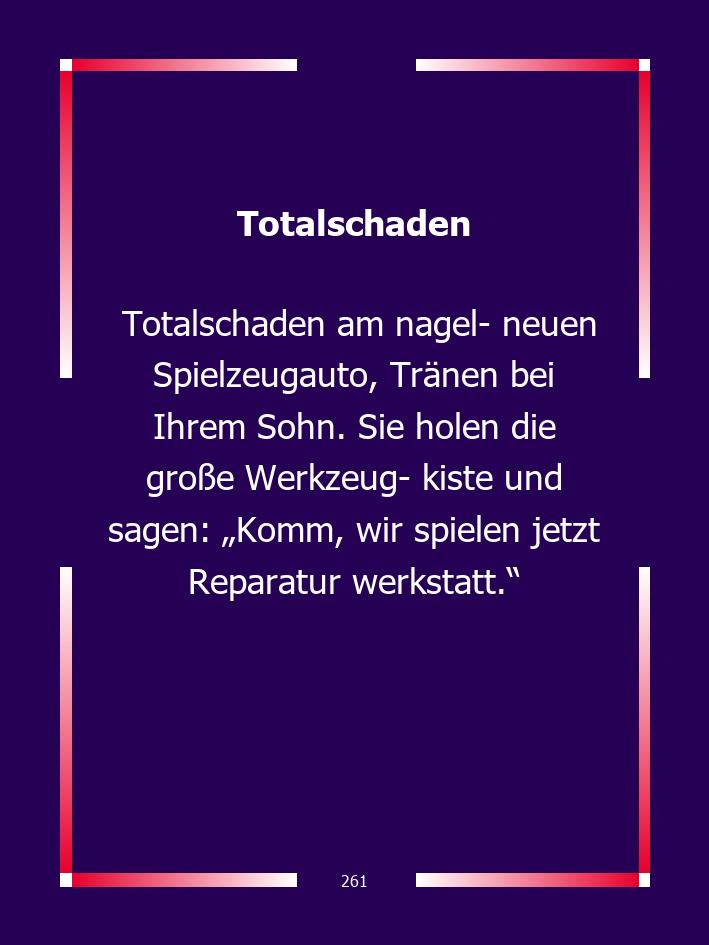 Totalschaden
Totalschaden am nagel- neuen
Spielzeugauto, Tränen bei
Ihrem Sohn. Sie holen die
große Werkzeug- kiste und
sagen: „Komm, wir spielen jetzt
Reparatur werkstatt.“
261